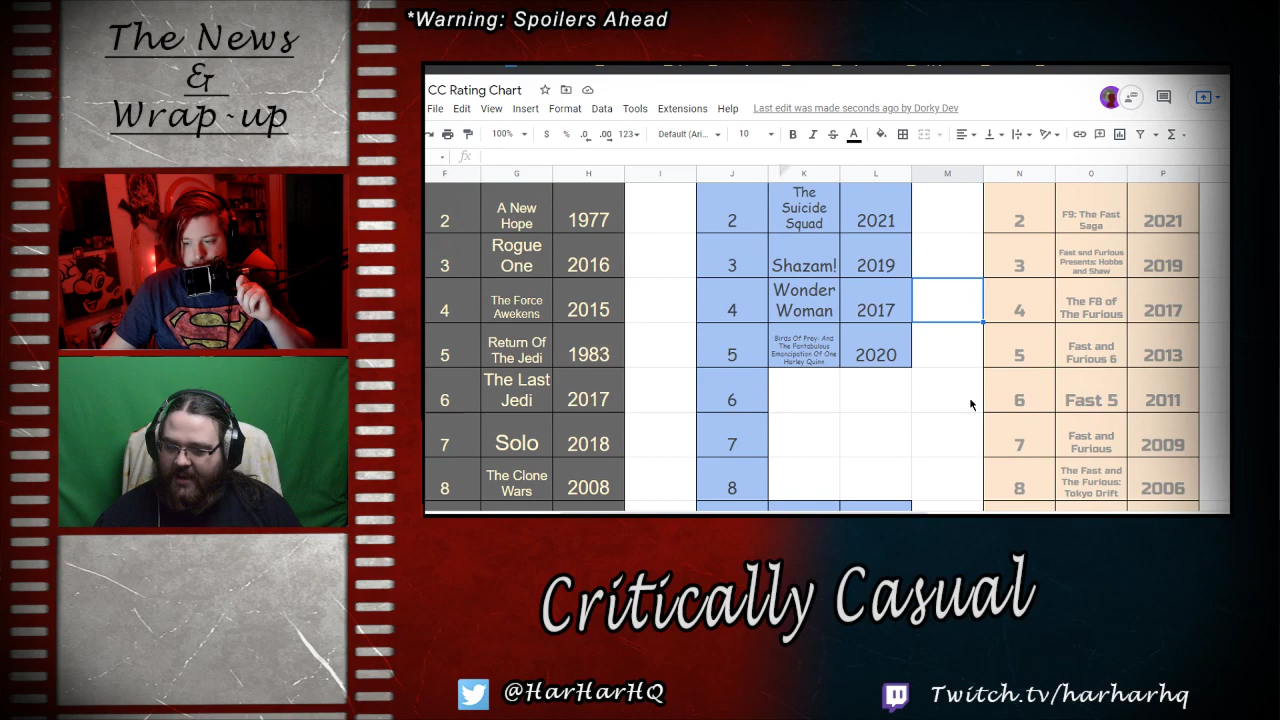 *Warning: Spoilers Ahead
The News
&
Wrap-up
CC Rating Chart
File Edit View Insert Format Data Tools Extensions Help Last edit was made seconds ago by Dorky Dev
100% $ % .0 .00 123 Default (Ari... 10 B I S A
fx
F G H I J K L M N O P
2 A New Hope 1977 2 The Suicide Squad 2021 2 F9: The Fast Saga 2021
3 Rogue One 2016 3 Shazam! 2019 3 Fast snd Furious Presents: Hobbs and Shaw 2019
4 The Force Awekens 2015 4 Wonder Woman 2017 4 The F8 of The Furious 2017
5 Return Of The Jedi 1983 5 Birds Of Prey: And The Fantabulous Emancipation Of One Harley Quinn 2020 5 Fast and Furious 6 2013
6 The Last Jedi 2017 6 6 Fast 5 2011
7 Solo 2018 7 7 Fast and Furious 2009
8 The Clone Wars 2008 8 8 The Fast and The Furious: Tokyo Drift 2006
Critically Casual
@HarHarHQ
Twitch.tv/harharhq